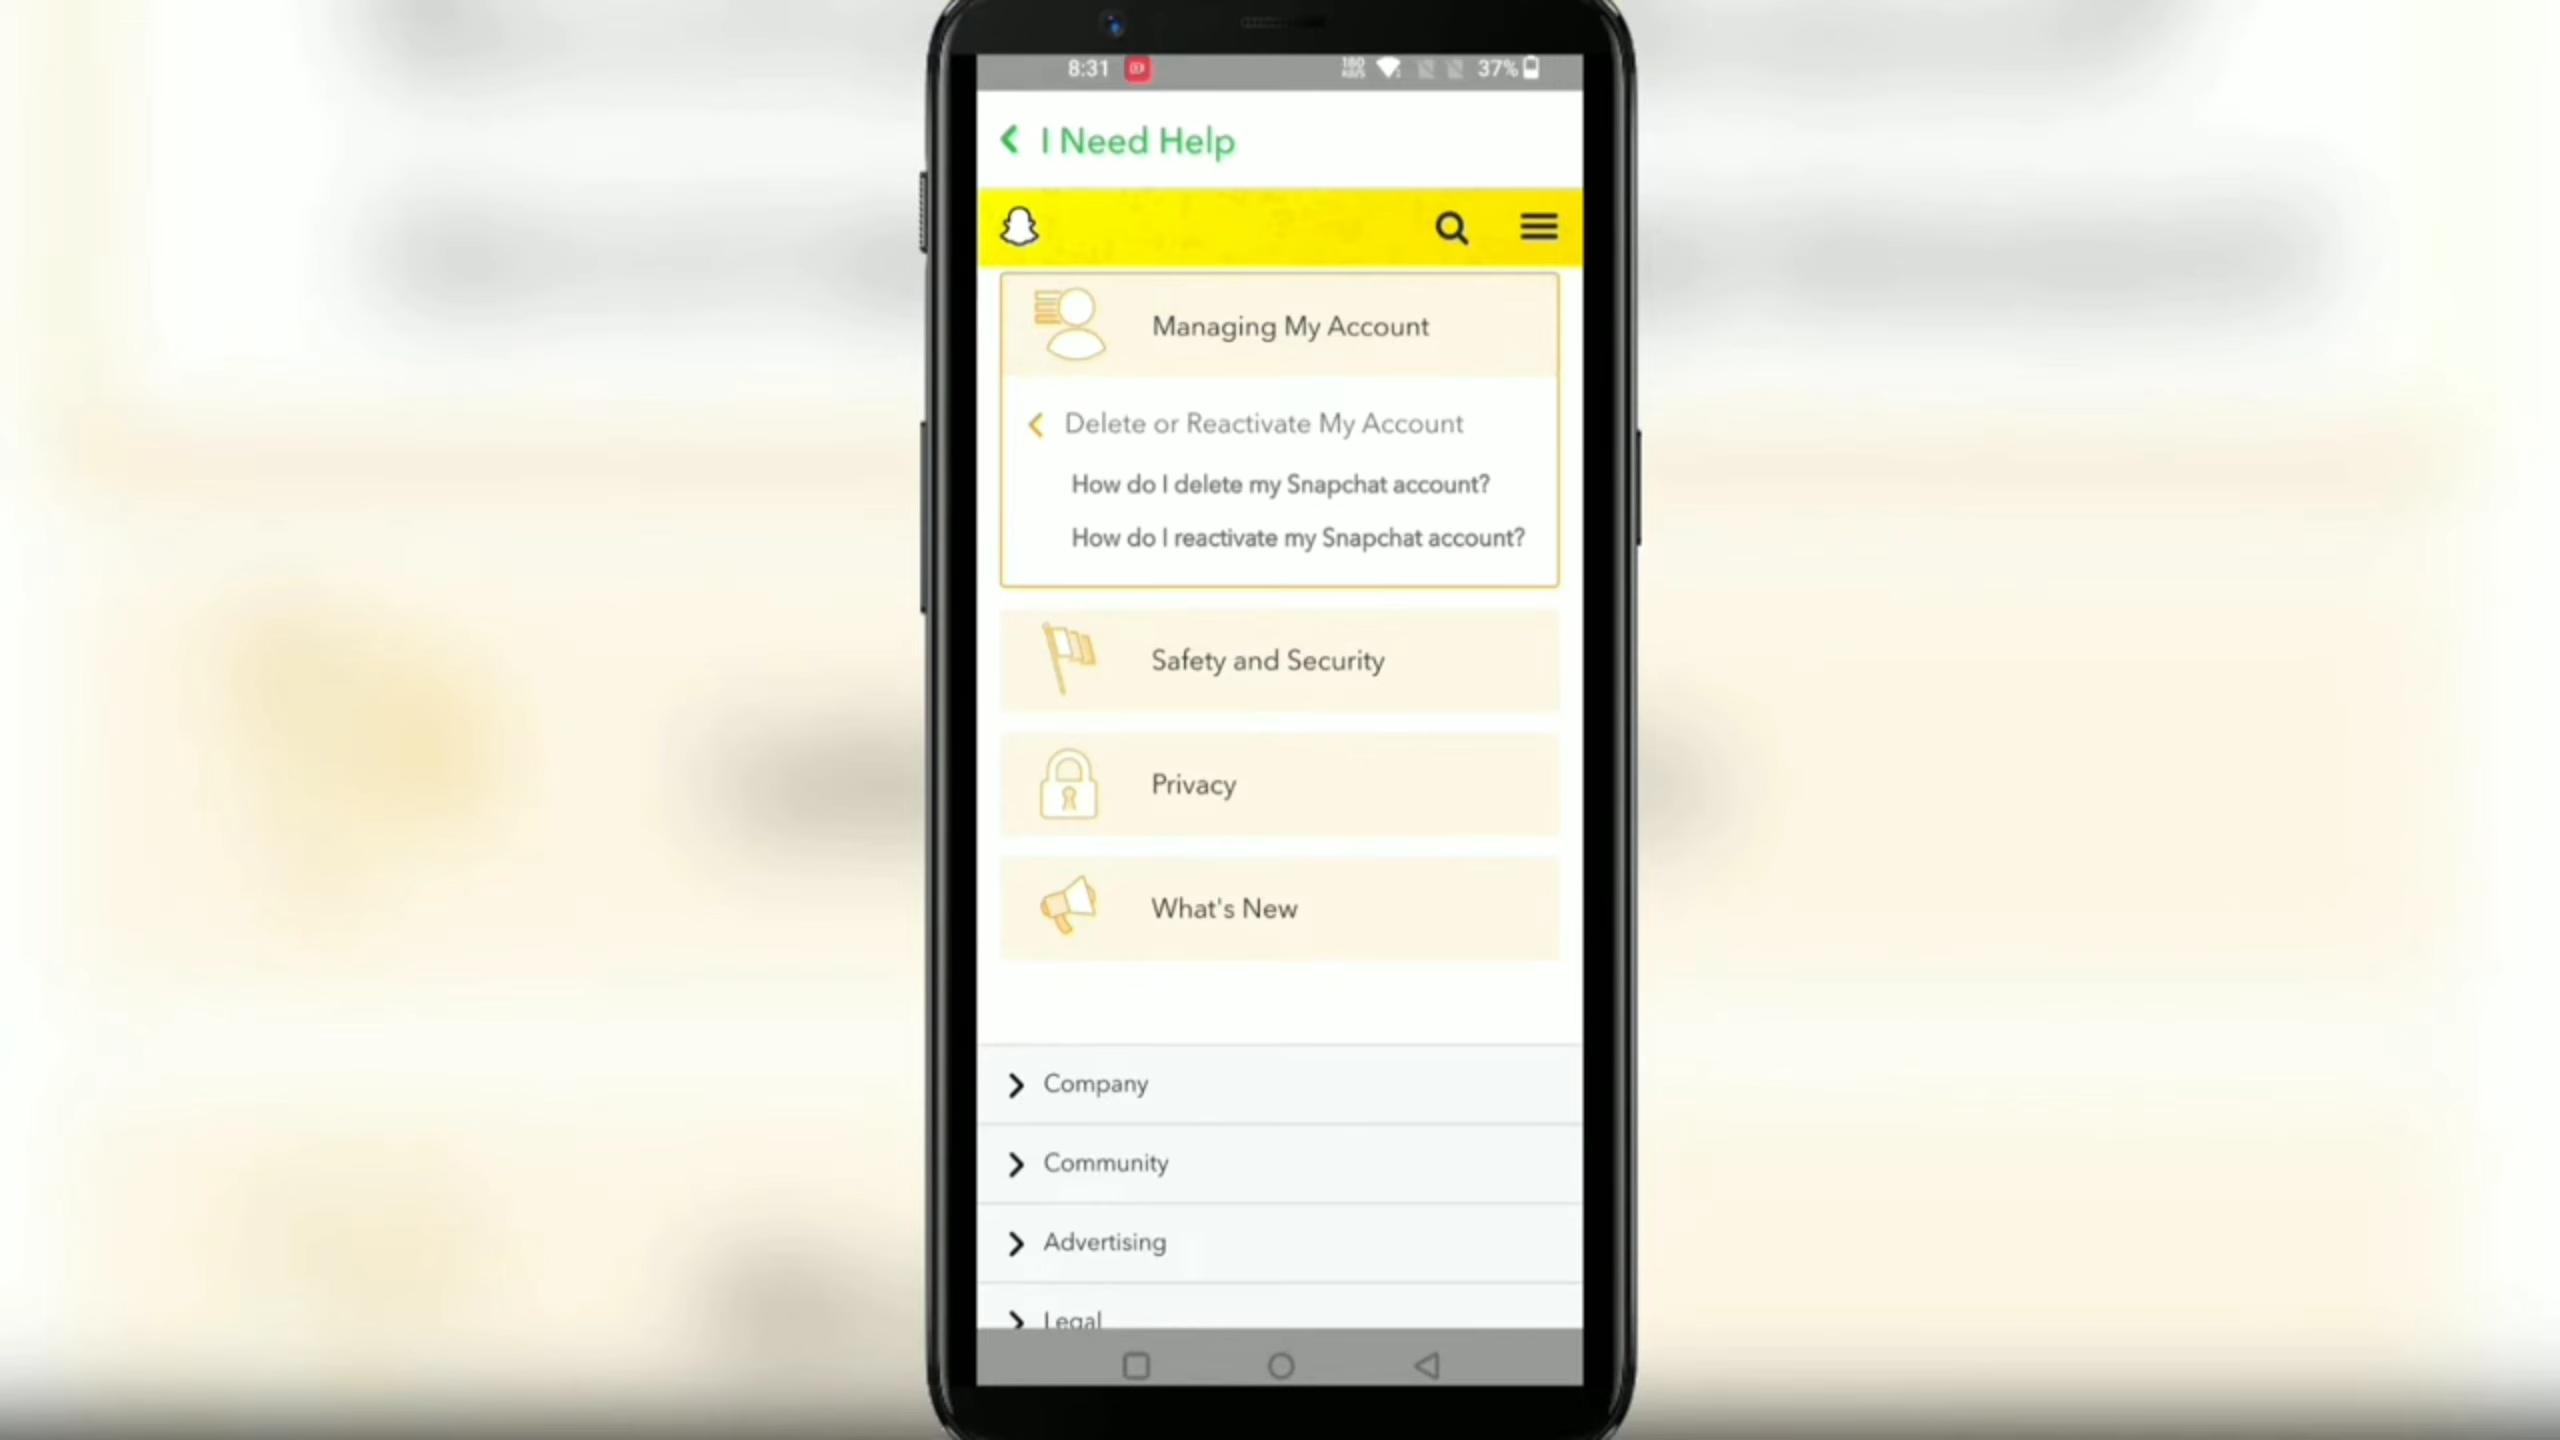 8:31
37%
I Need Help
Managing My Account
Delete or Reactivate My Account
How do I delete my Snapchat account?
How do I reactivate my Snapchat account?
Safety and Security
Privacy
What's New
Company
Community
Advertising
Legal